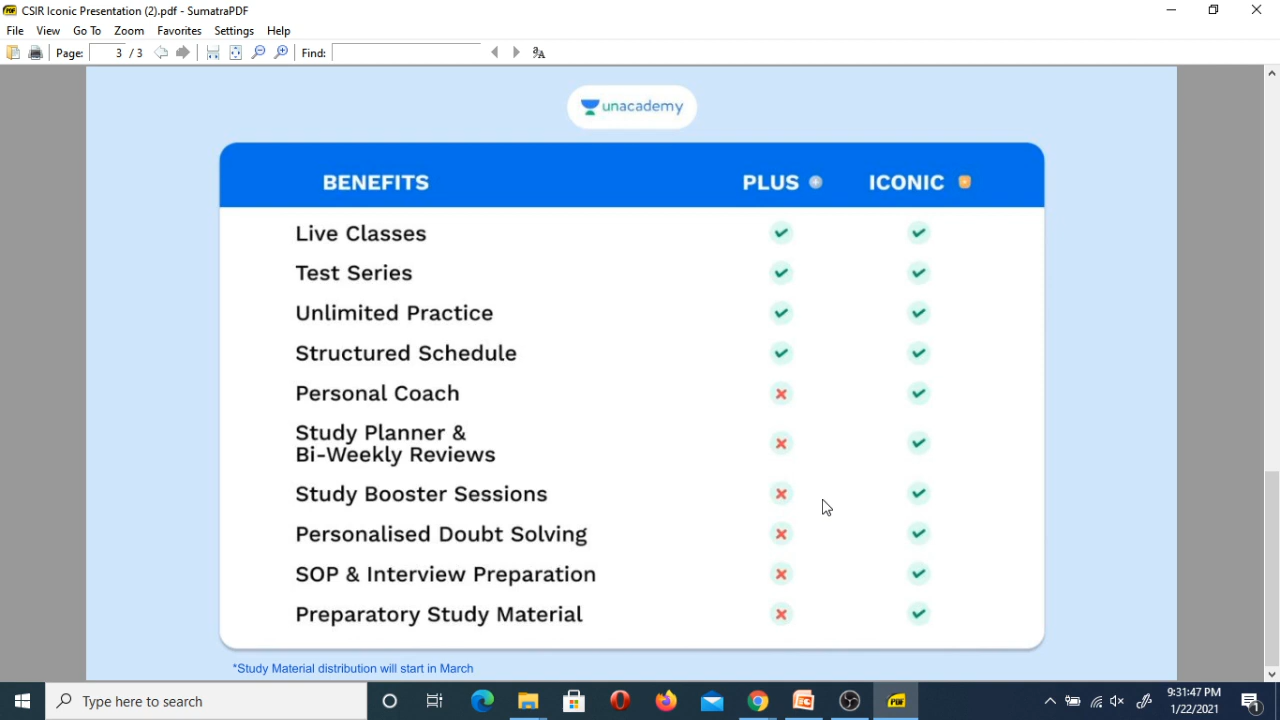 CSIR Iconic Presentation (2).pdf - SumatraPDF
File View Go To Zoom Favorites Settings Help
Page: 3 / 3 Find:
unacademy
BENEFITS PLUS ICONIC
Live Classes
Test Series
Unlimited Practice
Structured Schedule
Personal Coach
Study Planner &
Bi-Weekly Reviews
Study Booster Sessions
Personalised Doubt Solving
SOP & Interview Preparation
Preparatory Study Material
*Study Material distribution will start in March
Type here to search
9:31:47 PM
1/22/2021
1